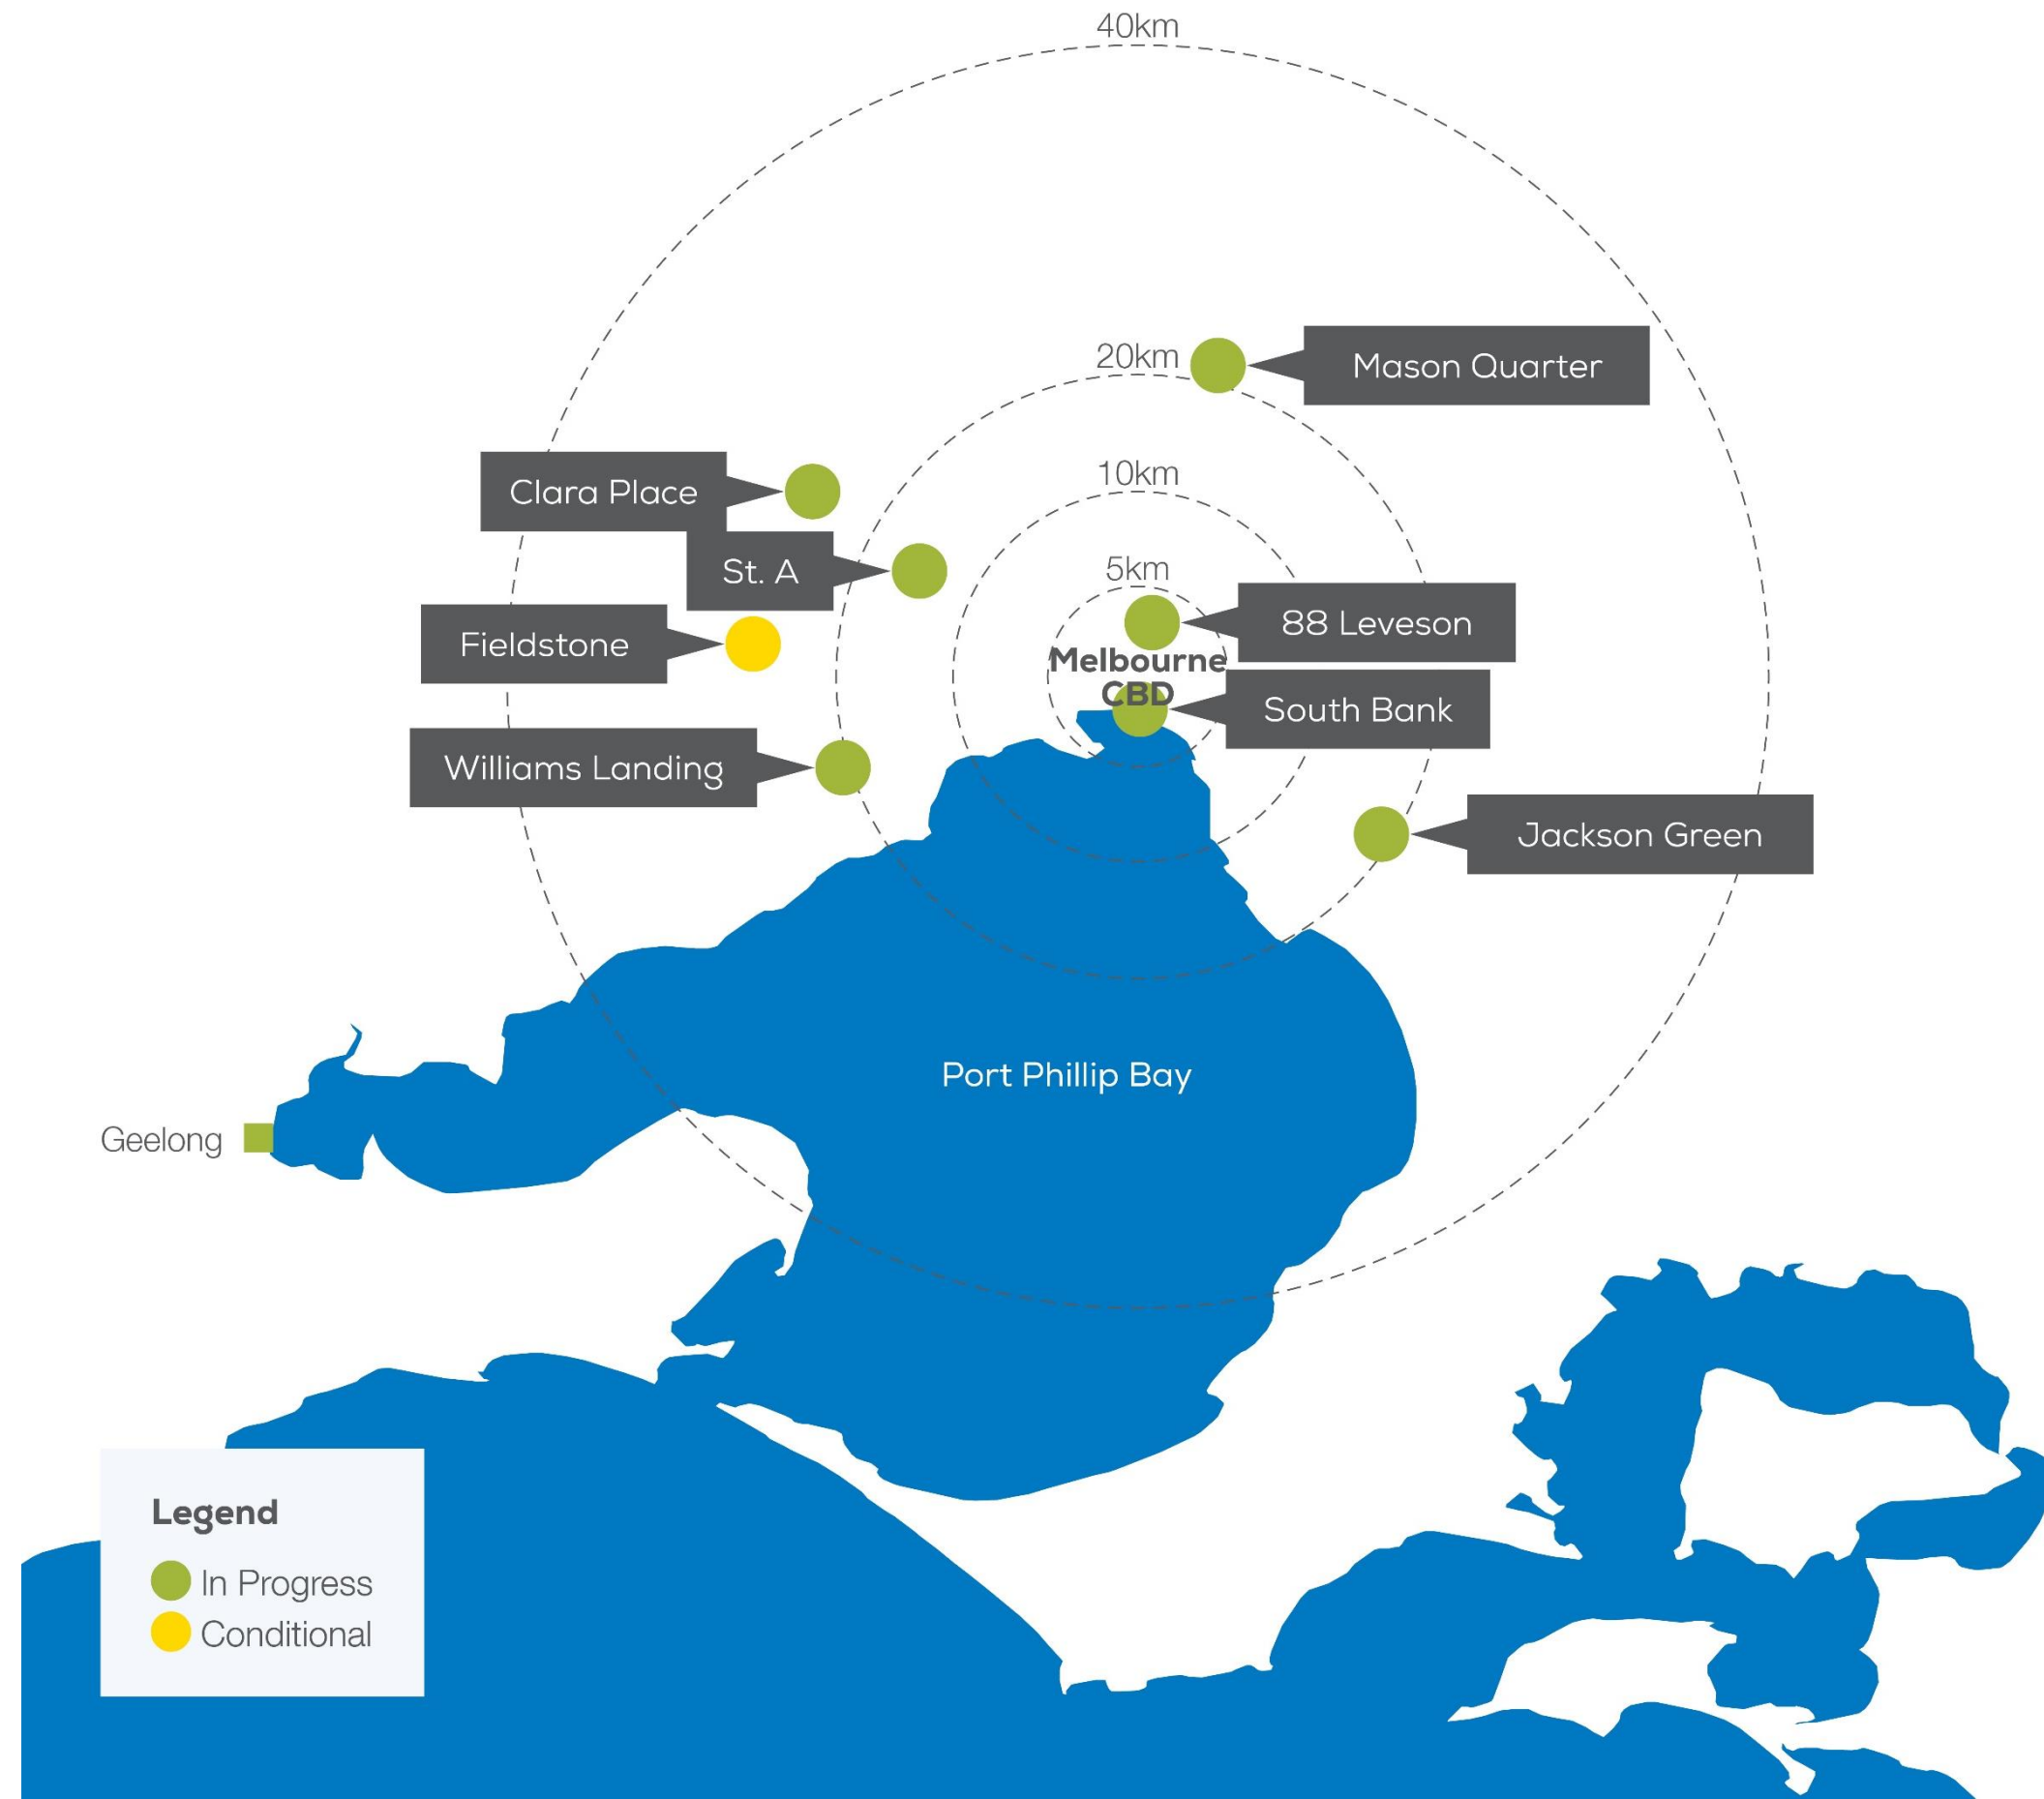 40km
20km
Mason Quarter
Clara Place
10km
St. A
5km
88 Leveson
Fieldstone
Melbourne
CBD
South Bank
Williams Landing
Jackson Green
Port Phillip Bay
Geelong
Legend
In Progress
Conditional